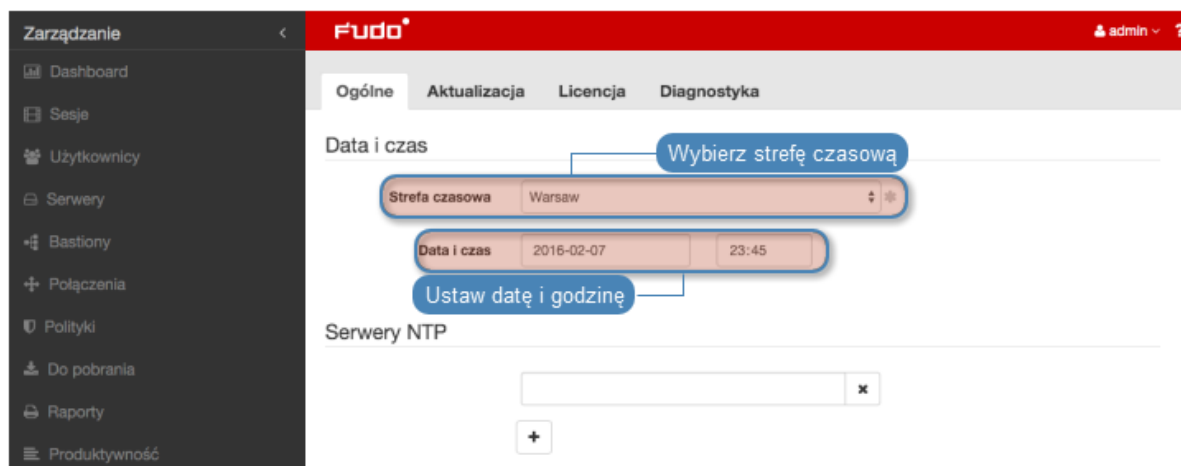 Zarządzanie
Fudo
admin
?
Dashboard
Sesje
Użytkownicy
Serwery
Bastiony
Połączenia
Polityki
Do pobrania
Raporty
Produktywność
Ogólne Aktualizacja Licencja Diagnostyka
Data i czas
Wybierz strefę czasową
Strefa czasowa Warsaw
Data i czas 2016-02-07 23:45
Ustaw datę i godzinę
Serwery NTP